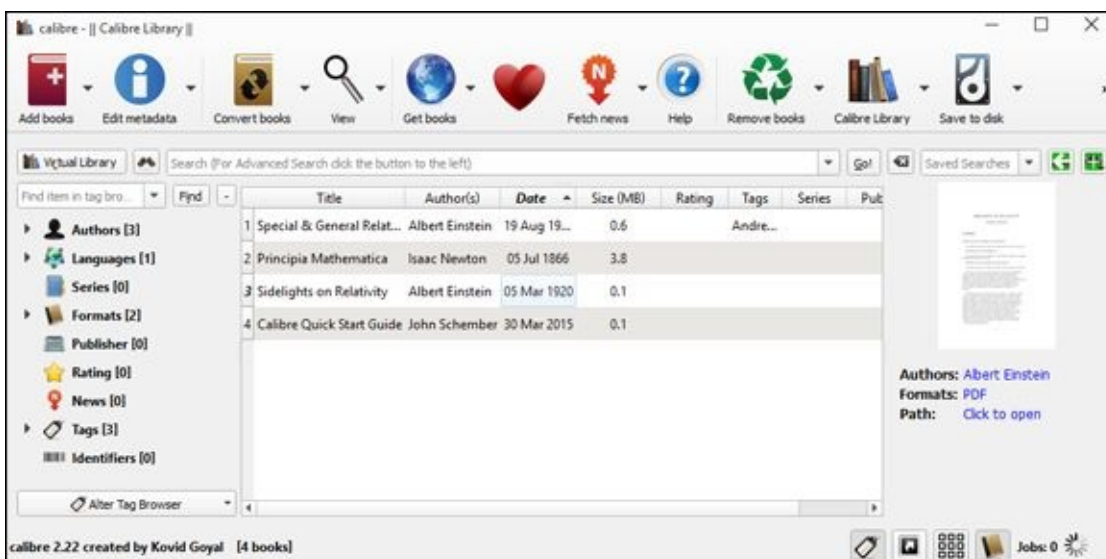 calibre - || Calibre Library ||
Add books Edit metadata Convert books View Get books Fetch news Help Remove books Calibre Library Save to disk
Virtual Library Search (For Advanced Search click the button to the left) Go! Saved Searches
Find item in tag bro... Find -
Title Author(s) Date Size (MB) Rating Tags Series Pub
1 Special & General Relat... Albert Einstein 19 Aug 19... 0.6 Andre...
2 Principia Mathematica Isaac Newton 05 Jul 1866 3.8
3 Sidelights on Relativity Albert Einstein 05 Mar 1920 0.1
4 Calibre Quick Start Guide John Schember 30 Mar 2015 0.1
Authors [3]
Languages [1]
Series [0]
Formats [2]
Publisher [0]
Rating [0]
News [0]
Tags [3]
Identifiers [0]
Alter Tag Browser
Authors: Albert Einstein
Formats: PDF
Path: Click to open
calibre 2.22 created by Kovid Goyal [4 books] Jobs: 0